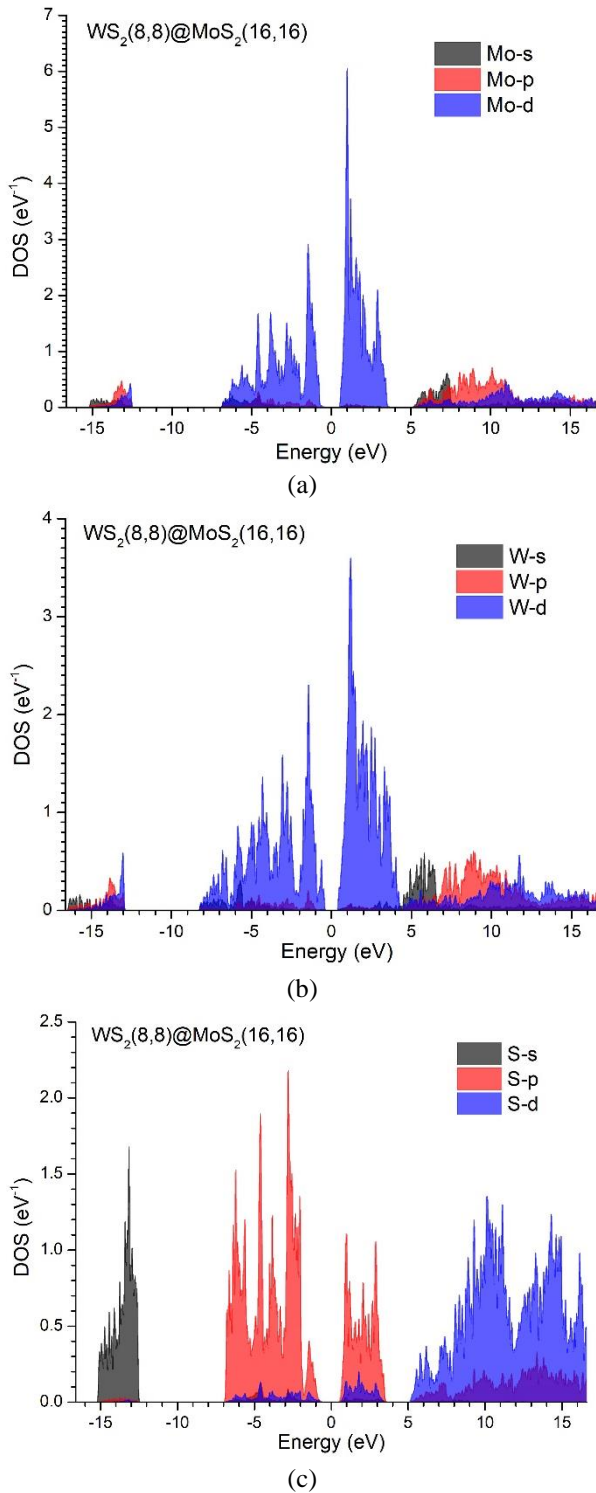 WS₂(8,8)@MoS₂(16,16)
Mo-s
Mo-p
Mo-d
DOS (eV⁻¹)
7
6
5
4
3
2
1
0
-15 -10 -5 0 5 10 15
Energy (eV)
(a)
WS₂(8,8)@MoS₂(16,16)
W-s
W-p
W-d
DOS (eV⁻¹)
4
3
2
1
0
-15 -10 -5 0 5 10 15
Energy (eV)
(b)
WS₂(8,8)@MoS₂(16,16)
S-s
S-p
S-d
DOS (eV⁻¹)
2.5
2.0
1.5
1.0
0.5
0.0
-15 -10 -5 0 5 10 15
Energy (eV)
(c)